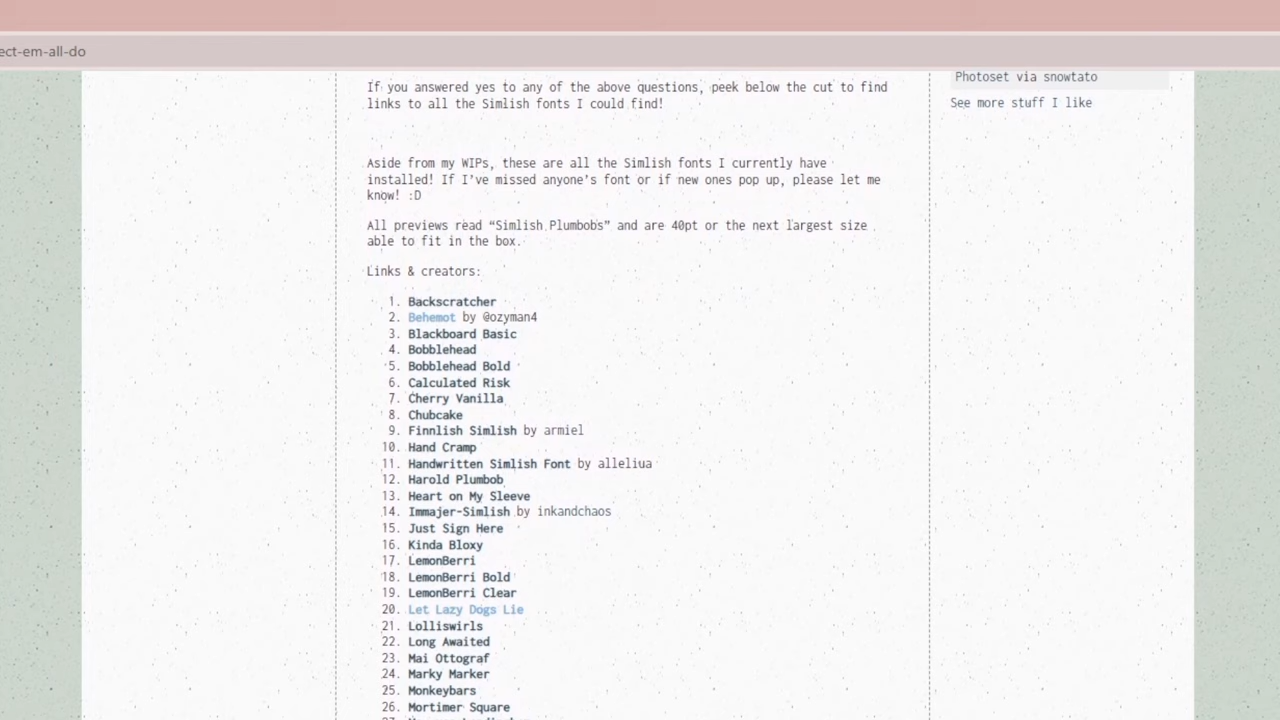 ect-em-all-do
Photoset via snowtato
See more stuff I like
If you answered yes to any of the above questions, peek below the cut to find
links to all the Simlish fonts I could find!
Aside from my WIPs, these are all the Simlish fonts I currently have
installed! If I’ve missed anyone’s font or if new ones pop up, please let me
know! :D
All previews read “Simlish Plumbobs” and are 40pt or the next largest size
able to fit in the box.
Links & creators:
1. Backscratcher
2. Behemot by @ozyman4
3. Blackboard Basic
4. Bobblehead
5. Bobblehead Bold
6. Calculated Risk
7. Cherry Vanilla
8. Chubcake
9. Finnlish Simlish by armiel
10. Hand Cramp
11. Handwritten Simlish Font by alleliua
12. Harold Plumbob
13. Heart on My Sleeve
14. Immajer-Simlish by inkandchaos
15. Just Sign Here
16. Kinda Bloxy
17. LemonBerri
18. LemonBerri Bold
19. LemonBerri Clear
20. Let Lazy Dogs Lie
21. Lolliswirls
22. Long Awaited
23. Mai Ottograf
24. Marky Marker
25. Monkeybars
26. Mortimer Square